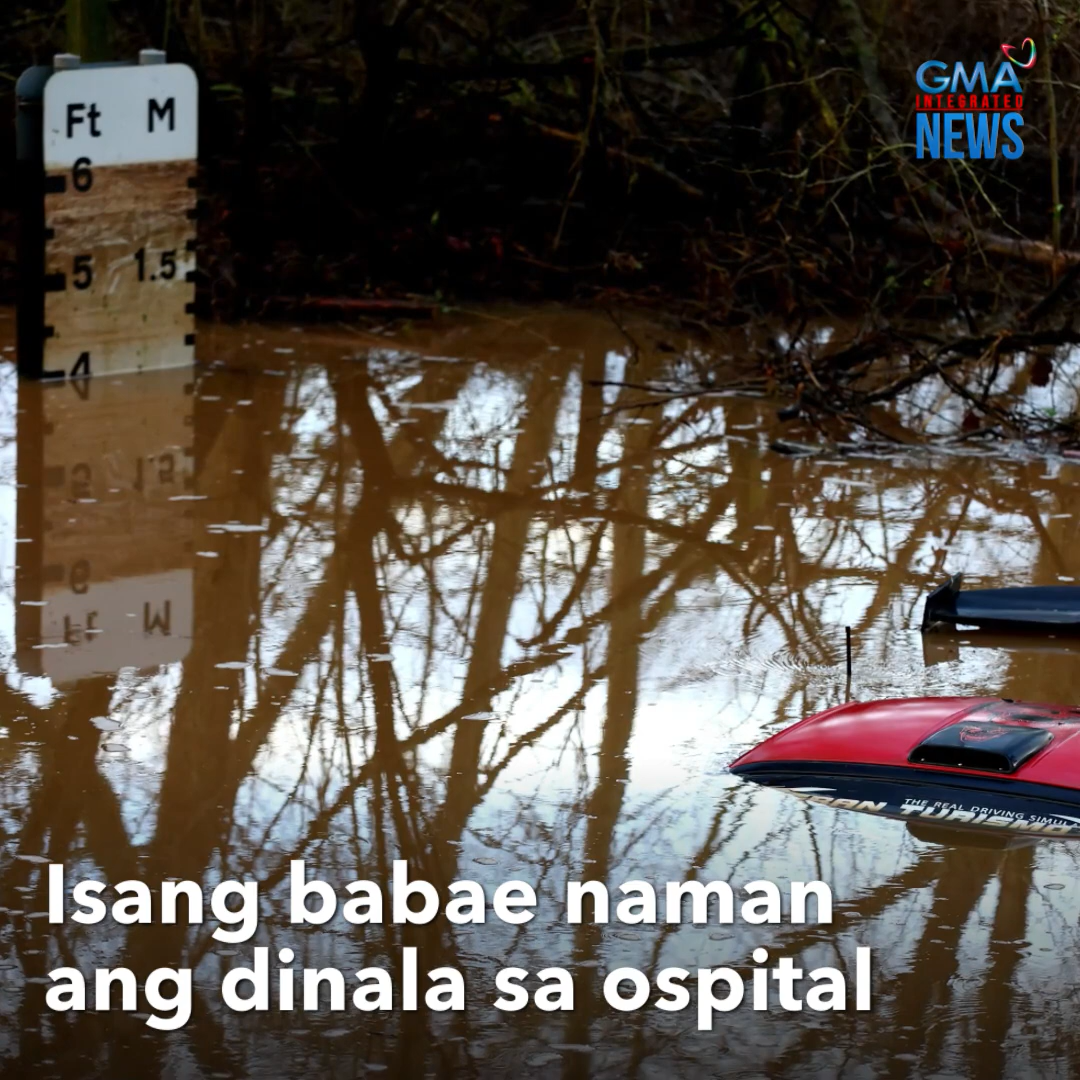 GMA
INTEGRATED
NEWS
Ft M
6
5 1.5
4
THE REAL DRIVING
TURISMO
Isang babae naman
ang dinala sa ospital